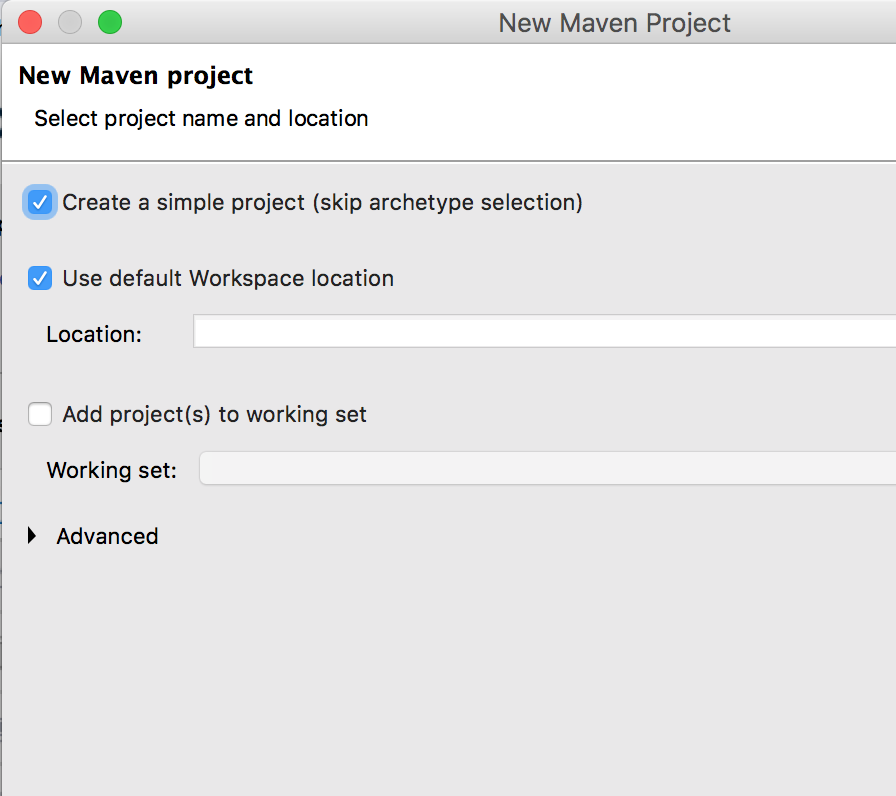 New Maven Project
New Maven project
Select project name and location
Create a simple project (skip archetype selection)
Use default Workspace location
Location:
Add project(s) to working set
Working set:
Advanced